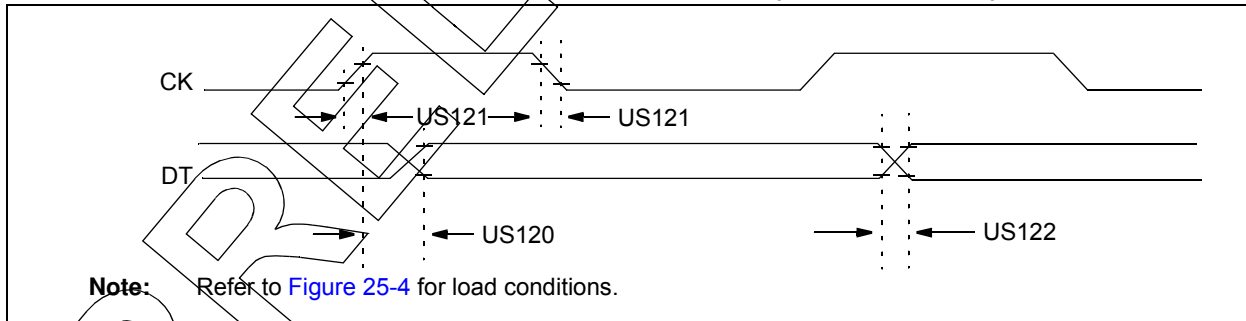 CK
US121 US121
DT
US120 US122
Note: Refer to Figure 25-4 for load conditions.